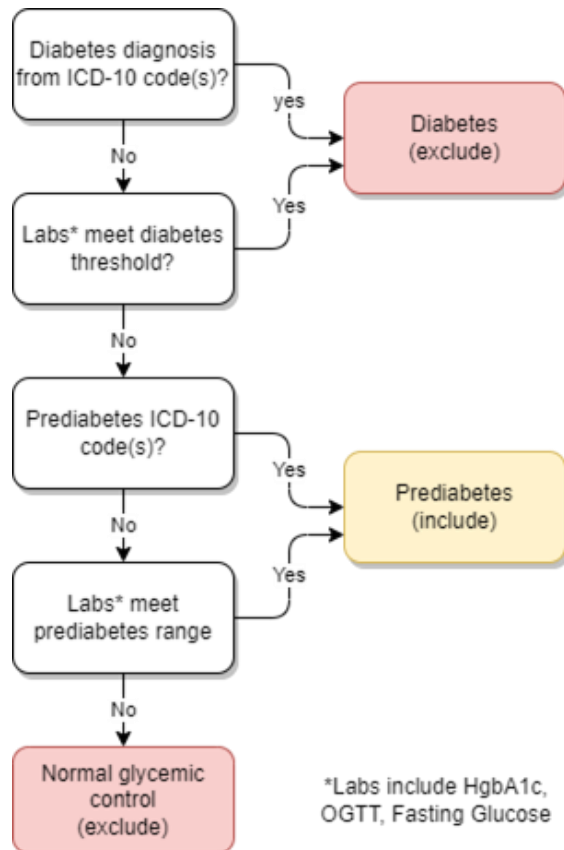 Diabetes diagnosis
from ICD-10 code(s)?
yes
Diabetes
(exclude)
No
Yes
Labs* meet diabetes
threshold?
No
Prediabetes ICD-10
code(s)?
Yes
Prediabetes
(include)
No
Yes
Labs* meet
prediabetes range
No
Normal glycemic
control
(exclude)
*Labs include HgbA1c,
OGTT, Fasting Glucose